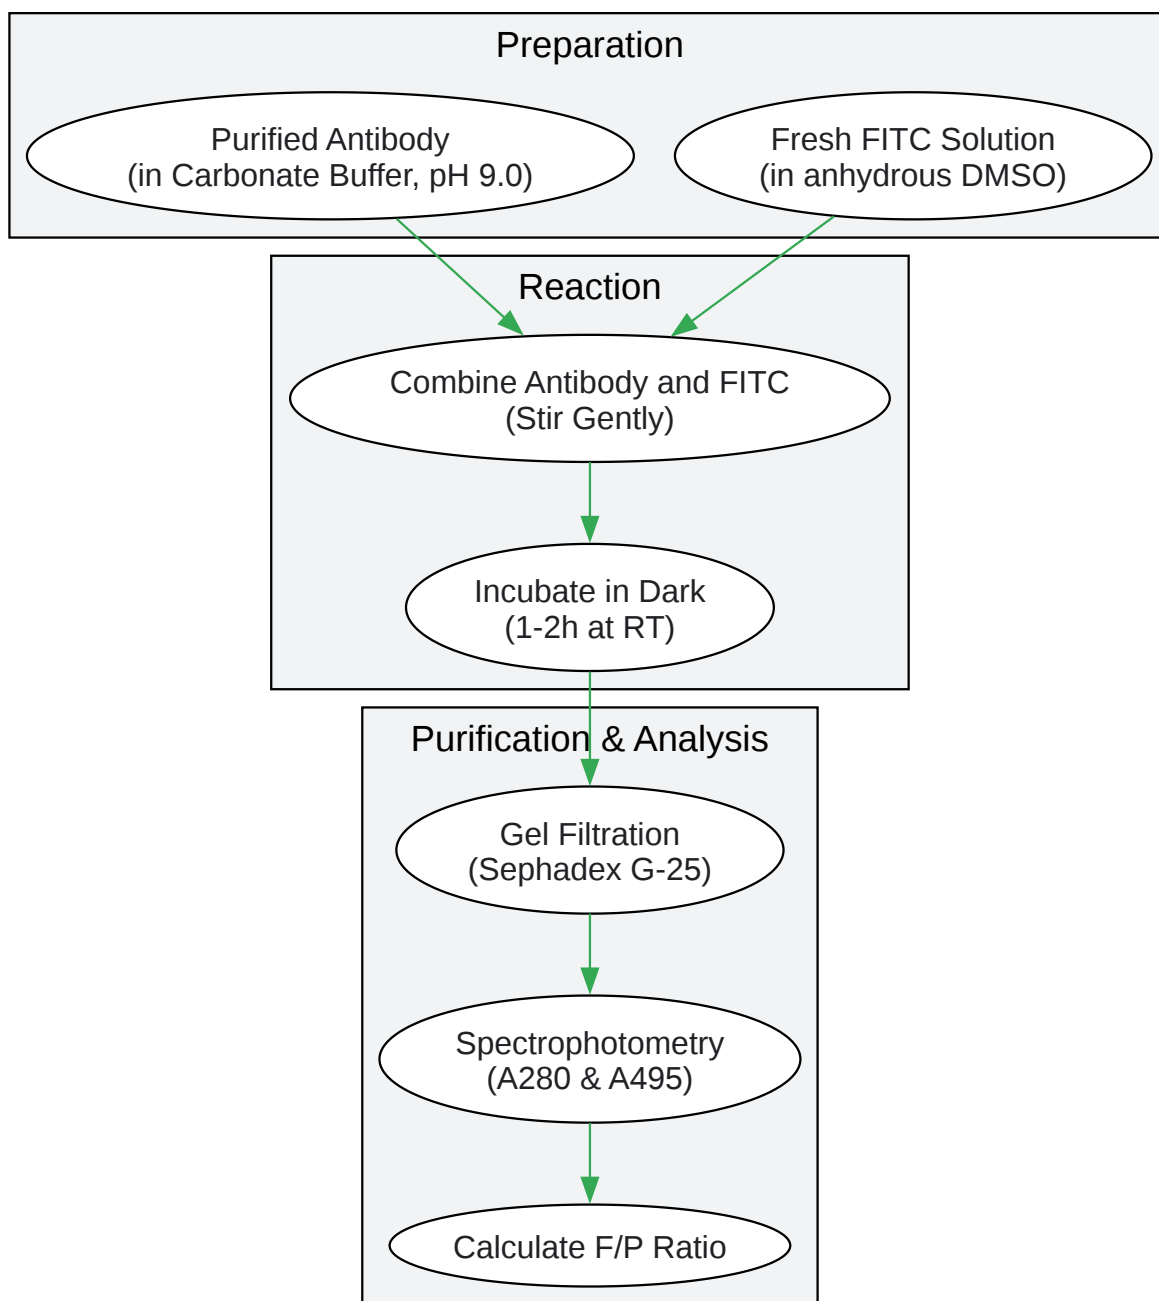 Preparation
Purified Antibody
(in Carbonate Buffer, pH 9.0)
Fresh FITC Solution
(in anhydrous DMSO)
Reaction
Combine Antibody and FITC
(Stir Gently)
Incubate in Dark
(1-2h at RT)
Purification & Analysis
Gel Filtration
(Sephadex G-25)
Spectrophotometry
(A280 & A495)
Calculate F/P Ratio